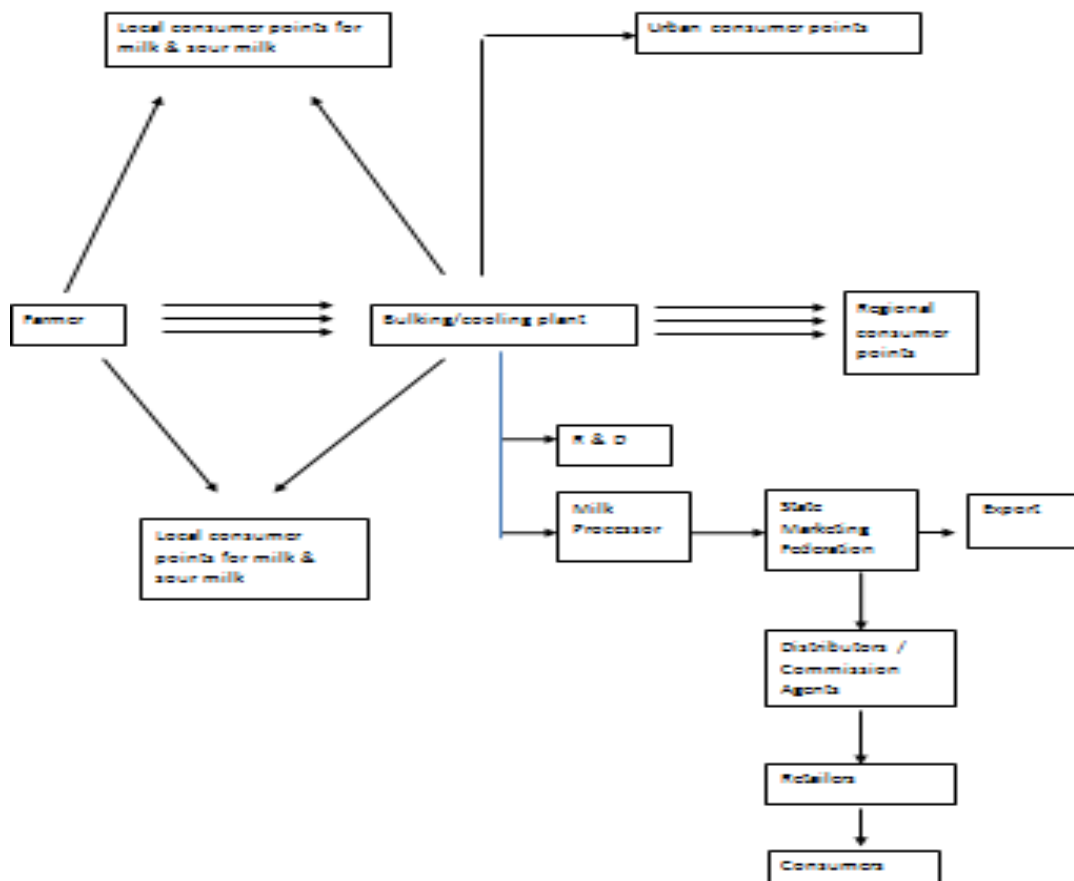 Local consumer points for
milk & sour milk
Urban consumer points
Farmer
Bulking/cooling plant
Regional
consumer
points
R & D
Milk
Processor
State
Marketing
Federation
Export
Local consumer
points for milk &
sour milk
Distributors /
Commission
Agents
Retailers
Consumers